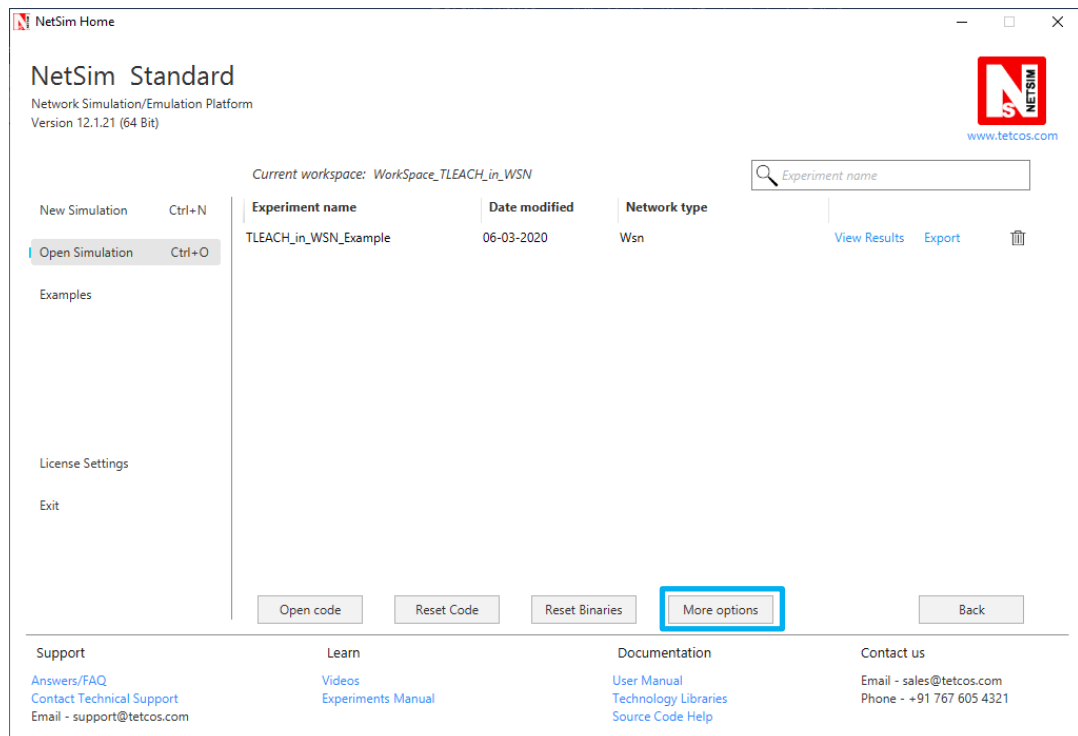 NetSim Home
NetSim Standard
Network Simulation/Emulation Platform
Version 12.1.21 (64 Bit)
NETSIM
NS
www.tetcos.com
Current workspace: WorkSpace_TLEACH_in_WSN
Experiment name
New Simulation Ctrl+N
Experiment name Date modified Network type
TLEACH_in_WSN_Example 06-03-2020 Wsn View Results Export
Open Simulation Ctrl+O
Examples
License Settings
Exit
Open code Reset Code Reset Binaries More options Back
Support Learn Documentation Contact us
Answers/FAQ Videos User Manual Email - sales@tetcos.com
Contact Technical Support Experiments Manual Technology Libraries Phone - +91 767 605 4321
Email - support@tetcos.com Source Code Help